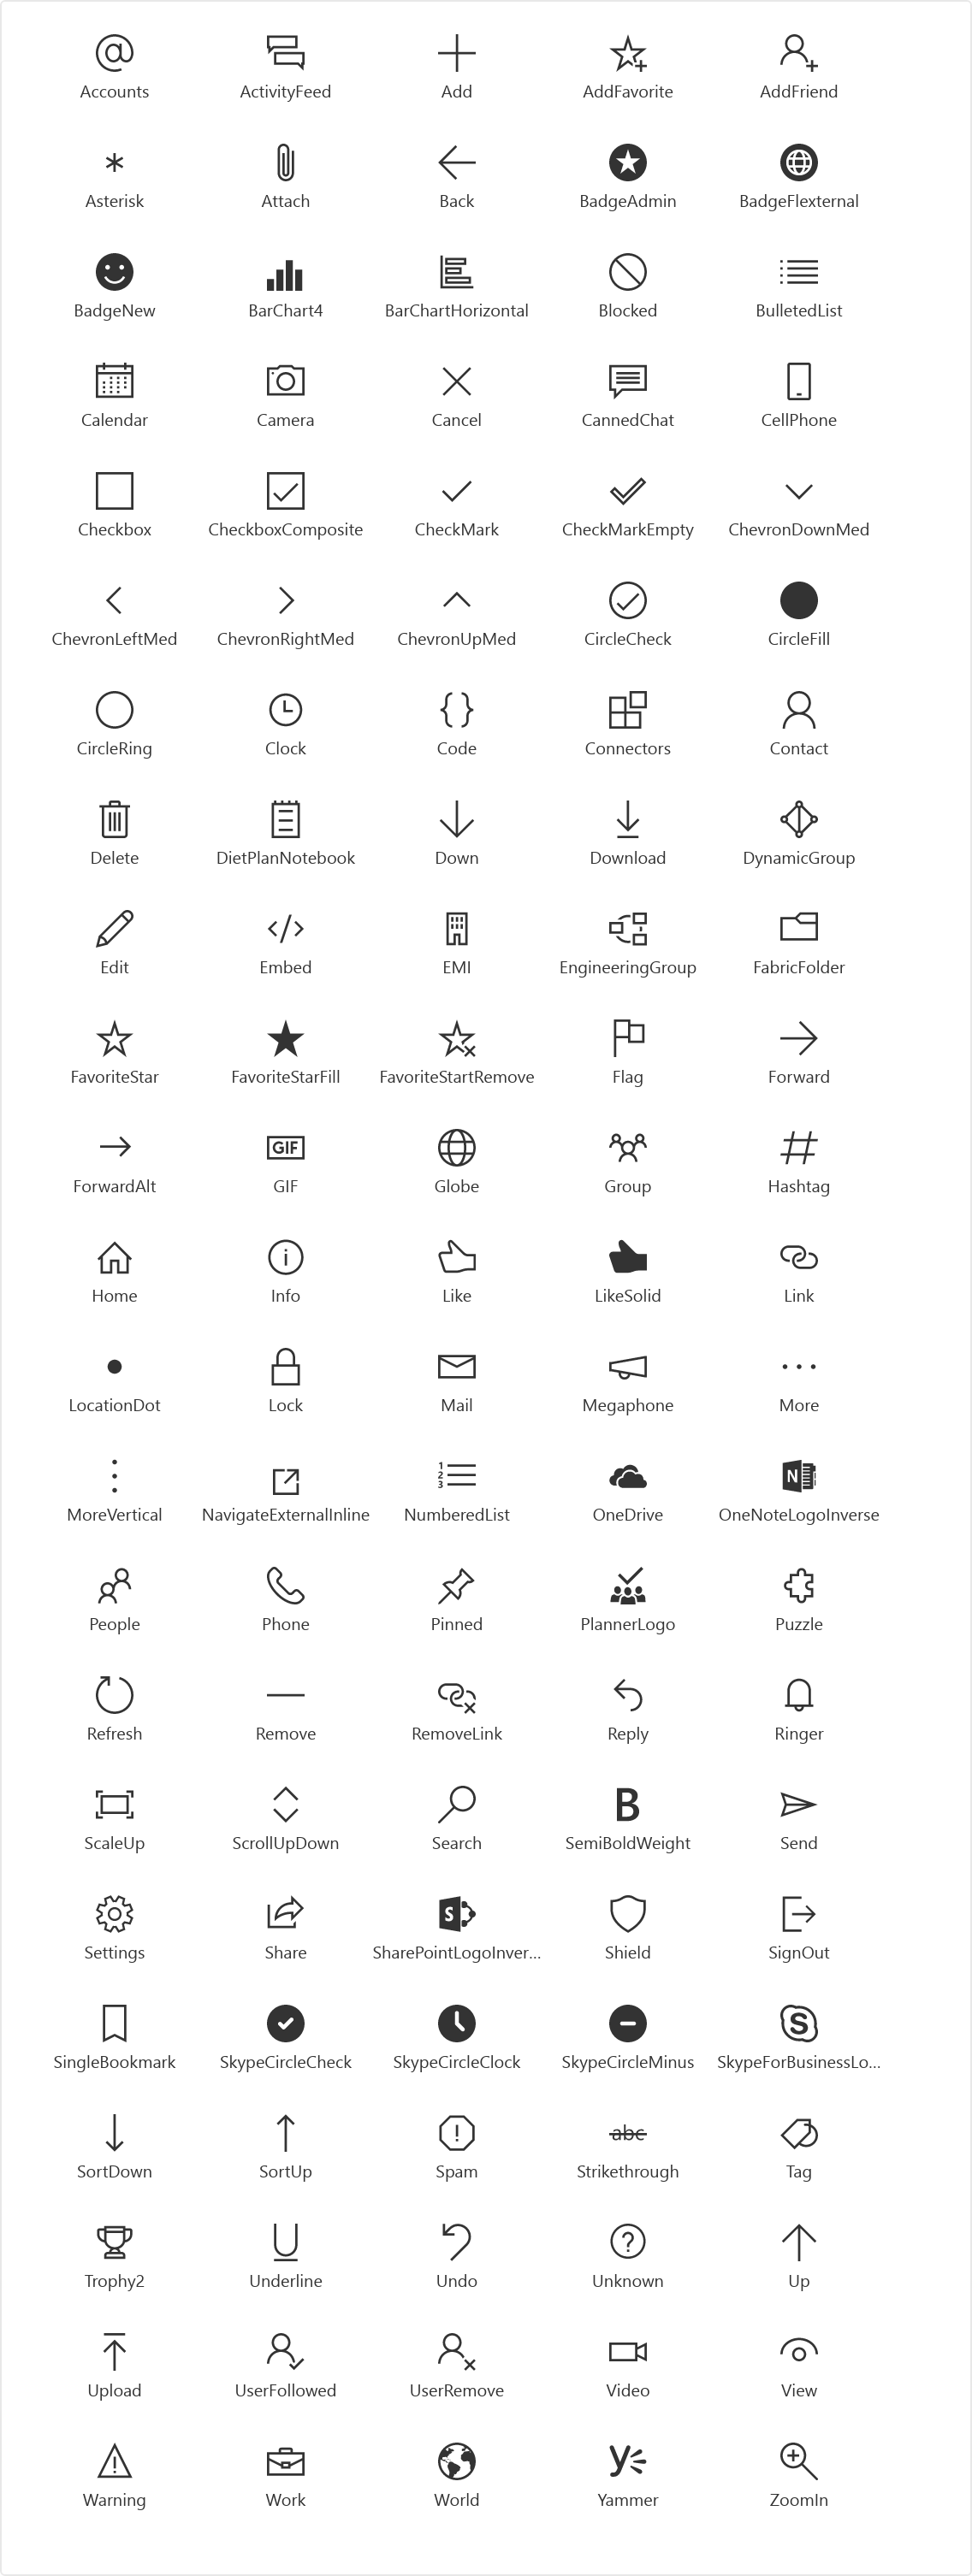 Accounts ActivityFeed Add AddFavorite AddFriend
Asterisk Attach Back BadgeAdmin BadgeFlexternal
BadgeNew BarChart4 BarChartHorizontal Blocked BulletedList
Calendar Camera Cancel CannedChat CellPhone
Checkbox CheckboxComposite CheckMark CheckMarkEmpty ChevronDownMed
ChevronLeftMed ChevronRightMed ChevronUpMed CircleCheck CircleFill
CircleRing Clock Code Connectors Contact
Delete DietPlanNotebook Down Download DynamicGroup
Edit Embed EMI EngineeringGroup FabricFolder
FavoriteStar FavoriteStarFill FavoriteStartRemove Flag Forward
GIF
ForwardAlt GIF Globe Group Hashtag
Home Info Like LikeSolid Link
LocationDot Lock Mail Megaphone More
1 2 3 N
MoreVertical NavigateExternalInline NumberedList OneDrive OneNoteLogoInverse
People Phone Pinned PlannerLogo Puzzle
Refresh Remove RemoveLink Reply Ringer
B
ScaleUp ScrollUpDown Search SemiBoldWeight Send
S
Settings Share SharePointLogoInver... Shield SignOut
S
SingleBookmark SkypeCircleCheck SkypeCircleClock SkypeCircleMinus SkypeForBusinessLo...
abc
SortDown SortUp Spam Strikethrough Tag
U ?
Trophy2 Underline Undo Unknown Up
Upload UserFollowed UserRemove Video View
Warning Work World Yammer ZoomIn